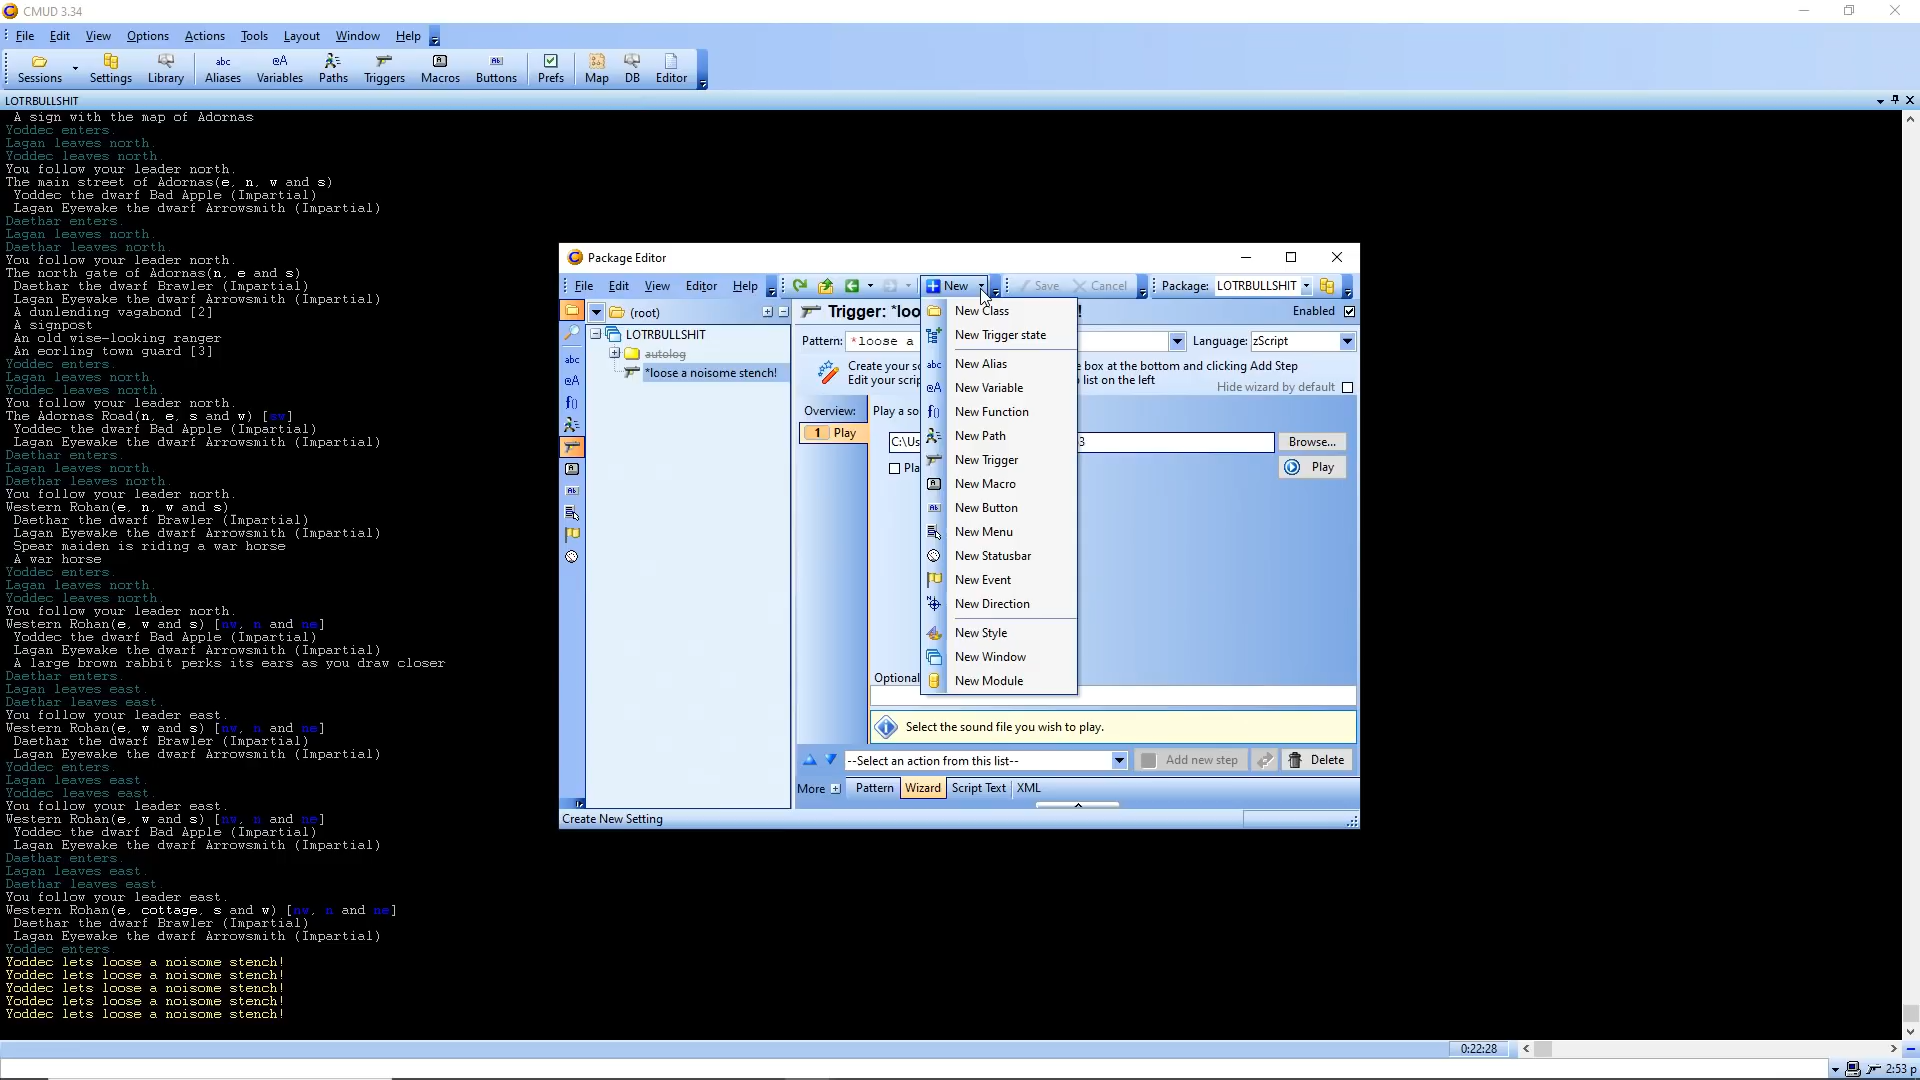 CMUD 3.34
File Edit View Options Actions Tools Layout Window Help
Sessions Settings Library Aliases Variables Paths Triggers Macros Buttons Prefs Map DB Editor
LOTRBULLSHIT
A sign with the map of Adornas
Yoddec enters.
Lagan leaves north.
Yoddec leaves north.
You follow your leader north.
The main street of Adornas(e, n, w and s)
Yoddec the dwarf Bad Apple (Impartial)
Lagan Eyewake the dwarf Arrowsmith (Impartial)
Daethar enters.
Lagan leaves north.
Daethar leaves north.
You follow your leader north.
The north gate of Adornas(n, e and s)
Daethar the dwarf Brawler (Impartial)
Lagan Eyewake the dwarf Arrowsmith (Impartial)
A dunlending vagabond [2]
A signpost
An old wise-looking ranger
An eorling town guard [3]
Yoddec enters.
Lagan leaves north.
Yoddec leaves north.
You follow your leader north.
The Adornas Road(n, e, s and w) [sw]
Yoddec the dwarf Bad Apple (Impartial)
Lagan Eyewake the dwarf Arrowsmith (Impartial)
Daethar enters.
Lagan leaves north.
Daethar leaves north.
You follow your leader north.
Western Rohan(e, n, w and s)
Daethar the dwarf Brawler (Impartial)
Lagan Eyewake the dwarf Arrowsmith (Impartial)
Spear maiden is riding a war horse
A war horse
Yoddec enters.
Lagan leaves north.
Yoddec leaves north.
You follow your leader north.
Western Rohan(e, w and s) [nw, n and ne]
Yoddec the dwarf Bad Apple (Impartial)
Lagan Eyewake the dwarf Arrowsmith (Impartial)
A large brown rabbit perks its ears as you draw closer
Daethar enters.
Lagan leaves east.
Daethar leaves east.
You follow your leader east.
Western Rohan(e, w and s) [nw, n and ne]
Daethar the dwarf Brawler (Impartial)
Lagan Eyewake the dwarf Arrowsmith (Impartial)
Yoddec enters.
Lagan leaves east.
Yoddec leaves east.
You follow your leader east.
Western Rohan(e, w and s) [nw, n and ne]
Yoddec the dwarf Bad Apple (Impartial)
Lagan Eyewake the dwarf Arrowsmith (Impartial)
Daethar enters.
Lagan leaves east.
Daethar leaves east.
You follow your leader east.
Western Rohan(e, cottage, s and w) [nw, n and ne]
Daethar the dwarf Brawler (Impartial)
Lagan Eyewake the dwarf Arrowsmith (Impartial)
Yoddec enters.
Yoddec lets loose a noisome stench!
Yoddec lets loose a noisome stench!
Yoddec lets loose a noisome stench!
Yoddec lets loose a noisome stench!
Yoddec lets loose a noisome stench!
Package Editor
File Edit View Editor Help New Save Cancel Package: LOTRBULLSHIT
(root)
LOTRBULLSHIT
autolog
*loose a noisome stench!
Trigger: *loo !
Enabled
Pattern: *loose a
Language: zScript
Create your sc e box at the bottom and clicking Add Step
Edit your scrip list on the left
Hide wizard by default
Overview:
1 Play
Play a so
C:\Us 3
Browse...
Pla
Play
New Class
New Trigger state
New Alias
New Variable
New Function
New Path
New Trigger
New Macro
New Button
New Menu
New Statusbar
New Event
New Direction
New Style
New Window
New Module
Optional
Select the sound file you wish to play.
--Select an action from this list--
Add new step
Delete
More Pattern Wizard Script Text XML
Create New Setting
0:22:28
2:53 p